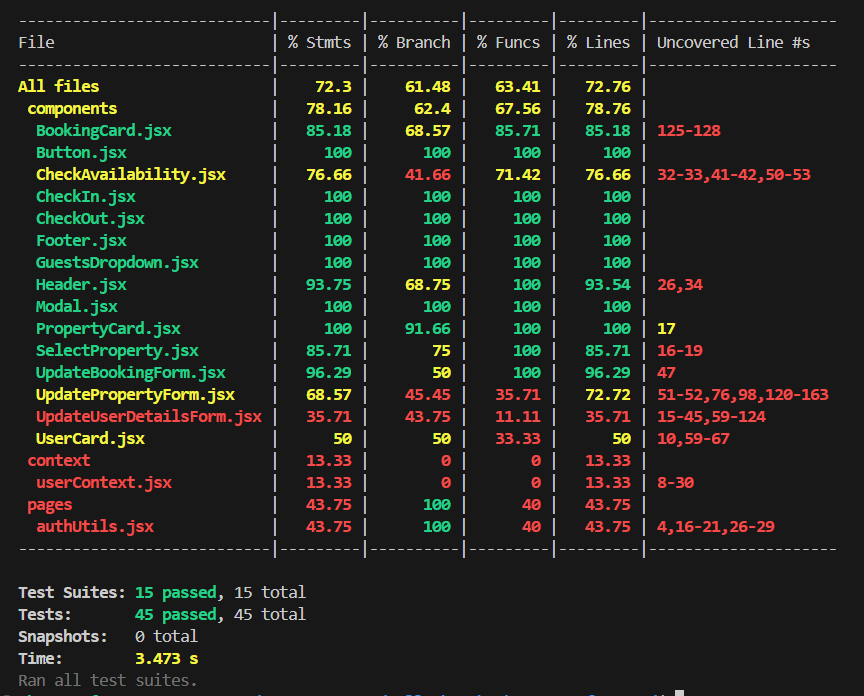 ---------------------------|---------|----------|---------|---------|---------------------
File                       | % Stmts | % Branch | % Funcs | % Lines | Uncovered Line #s
---------------------------|---------|----------|---------|---------|---------------------
All files                  |    72.3 |    61.48 |   63.41 |   72.76 |
 components                |   78.16 |     62.4 |   67.56 |   78.76 |
  BookingCard.jsx          |   85.18 |    68.57 |   85.71 |   85.18 | 125-128
  Button.jsx               |     100 |      100 |     100 |     100 |
  CheckAvailability.jsx    |   76.66 |    41.66 |   71.42 |   76.66 | 32-33,41-42,50-53
  CheckIn.jsx              |     100 |      100 |     100 |     100 |
  CheckOut.jsx             |     100 |      100 |     100 |     100 |
  Footer.jsx               |     100 |      100 |     100 |     100 |
  GuestsDropdown.jsx       |     100 |      100 |     100 |     100 |
  Header.jsx               |   93.75 |    68.75 |     100 |   93.54 | 26,34
  Modal.jsx                |     100 |      100 |     100 |     100 |
  PropertyCard.jsx         |     100 |    91.66 |     100 |     100 | 17
  SelectProperty.jsx       |   85.71 |       75 |     100 |   85.71 | 16-19
  UpdateBookingForm.jsx    |   96.29 |       50 |     100 |   96.29 | 47
  UpdatePropertyForm.jsx   |   68.57 |    45.45 |   35.71 |   72.72 | 51-52,76,98,120-163
  UpdateUserDetailsForm.jsx |   35.71 |    43.75 |   11.11 |   35.71 | 15-45,59-124
  UserCard.jsx             |      50 |       50 |   33.33 |      50 | 10,59-67
 context                   |   13.33 |        0 |       0 |   13.33 |
  userContext.jsx          |   13.33 |        0 |       0 |   13.33 | 8-30
 pages                     |   43.75 |      100 |      40 |   43.75 |
  authUtils.jsx            |   43.75 |      100 |      40 |   43.75 | 4,16-21,26-29
---------------------------|---------|----------|---------|---------|---------------------
Test Suites: 15 passed, 15 total
Tests:       45 passed, 45 total
Snapshots:   0 total
Time:        3.473 s
Ran all test suites.